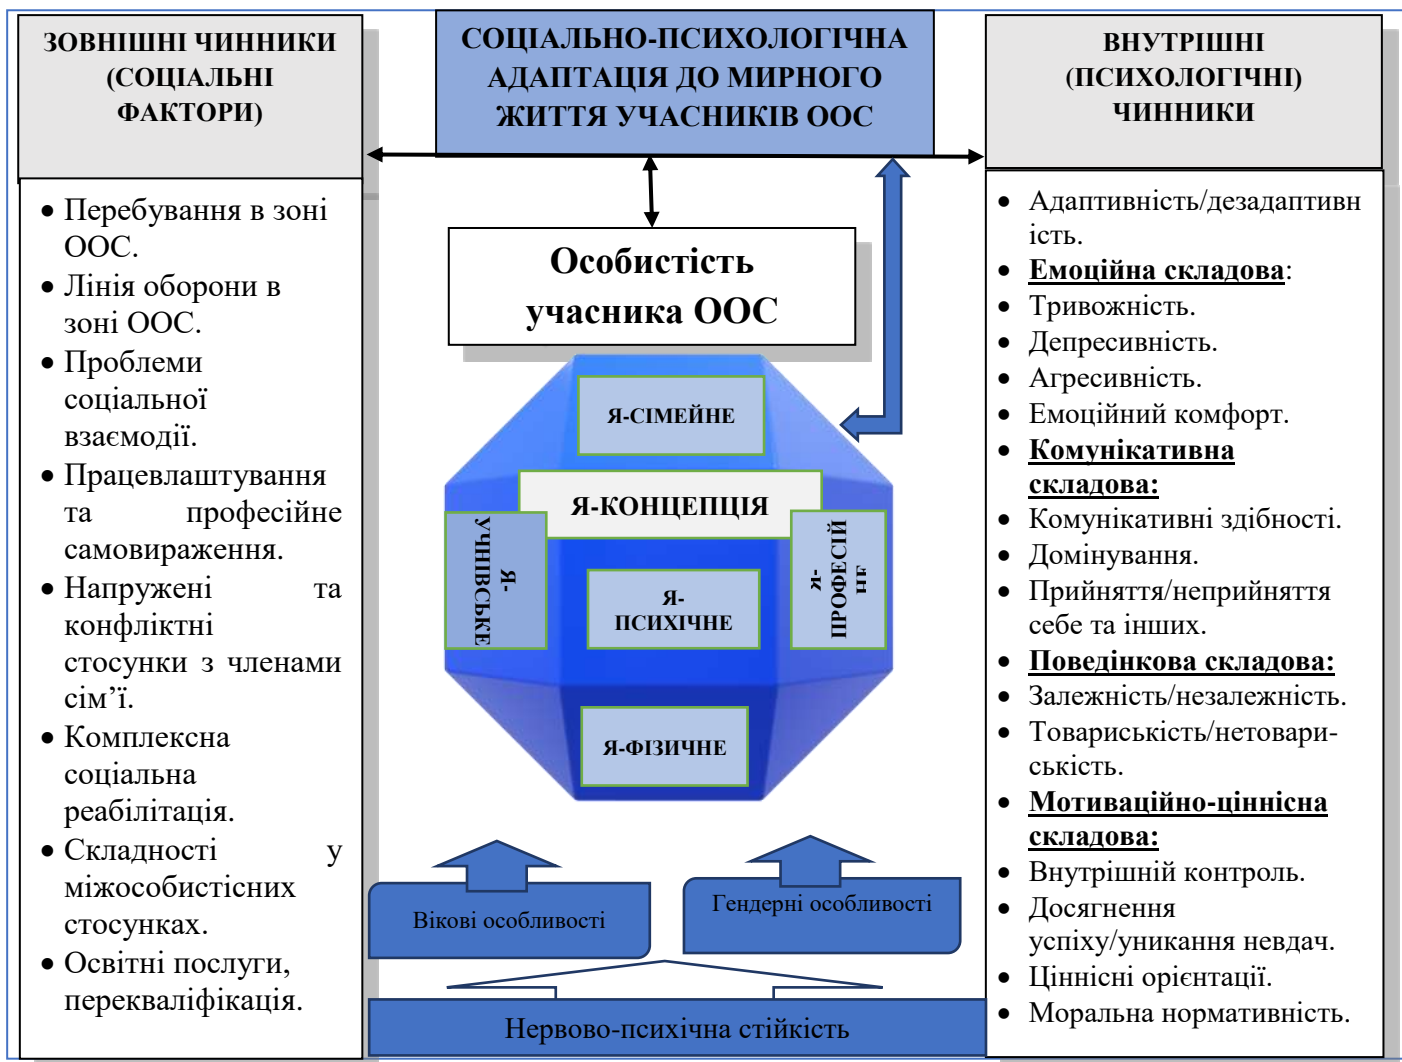 ЗОВНІШНІ ЧИННИКИ
(СОЦІАЛЬНІ
ФАКТОРИ)
• Перебування в зоні
ООС.
• Лінія оборони в
зоні ООС.
• Проблеми
соціальної
взаємодії.
• Працевлаштування
та професійне
самовираження.
• Напружені та
конфліктні
стосунки з членами
сім’ї.
• Комплексна
соціальна
реабілітація.
• Складності у
міжособистісних
стосунках.
• Освітні послуги,
перекваліфікація.
СОЦІАЛЬНО-ПСИХОЛОГІЧНА
АДАПТАЦІЯ ДО МИРНОГО
ЖИТТЯ УЧАСНИКІВ ООС
Особистість
учасника ООС
Я-СІМЕЙНЕ
Я-КОНЦЕПЦІЯ
Я-
УЧНІВСЬКЕ
Я-
ПСИХІЧНЕ
Я-
ПРОФЕСІЙ
НЕ
Я-ФІЗИЧНЕ
Вікові особливості
Гендерні особливості
Нервово-психічна стійкість
ВНУТРІШНІ
(ПСИХОЛОГІЧНІ)
ЧИННИКИ
• Адаптивність/дезадаптивн
ість.
• Емоційна складова:
• Тривожність.
• Депресивність.
• Агресивність.
• Емоційний комфорт.
• Комунікативна
складова:
• Комунікативні здібності.
• Домінування.
• Прийняття/неприйняття
себе та інших.
• Поведінкова складова:
• Залежність/незалежність.
• Товариськість/нетовари-
ськість.
• Мотиваційно-ціннісна
складова:
• Внутрішній контроль.
• Досягнення
успіху/уникання невдач.
• Ціннісні орієнтації.
• Моральна нормативність.